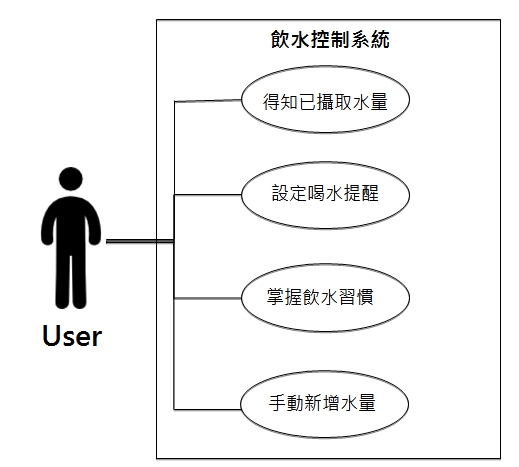 飲水控制系統
得知已攝取水量
設定喝水提醒
掌握飲水習慣
User
手動新增水量